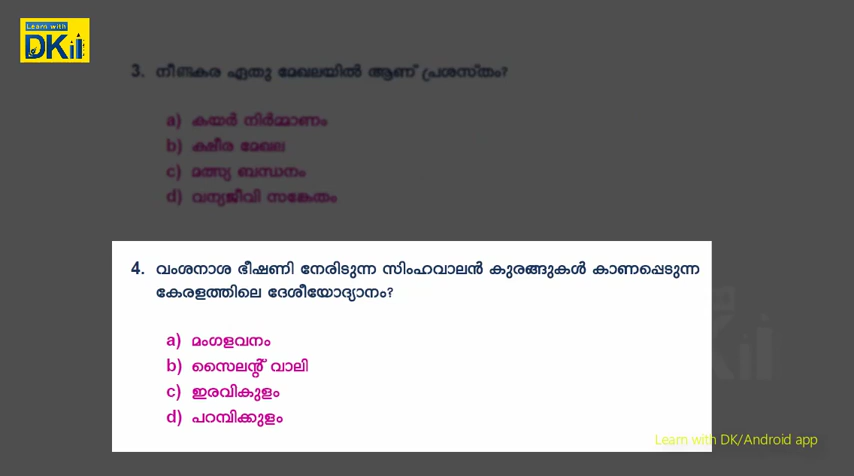 Learn with
DK
3. നീണ്ടകര ഏതു മേഖലയിൽ ആണ് പ്രശസ്തം?
a) കയർ നിർമ്മാണം
b) ക്ഷീര മേഖല
c) മത്സ്യ ബന്ധനം
d) വന്യജീവി സങ്കേതം
4. വംശനാശ ഭീഷണി നേരിടുന്ന സിംഹവാലൻ കുരങ്ങുകൾ കാണപ്പെടുന്ന
കേരളത്തിലെ ദേശീയോദ്യാനം?
a) മംഗളവനം
b) സൈലന്റ് വാലി
c) ഇരവികുളം
d) പറമ്പിക്കുളം
Learn with DK/Android app